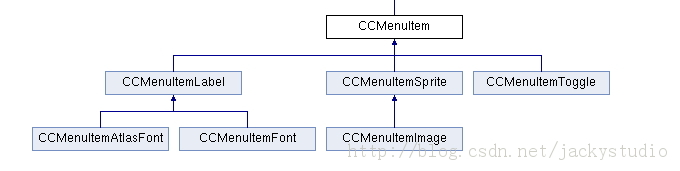 CCMenuItem
CCMenuItemLabel
CCMenuItemSprite
CCMenuItemToggle
CCMenuItemAtlasFont
CCMenuItemFont
CCMenuItemImage
http://blog.csdn.net/jackystudio